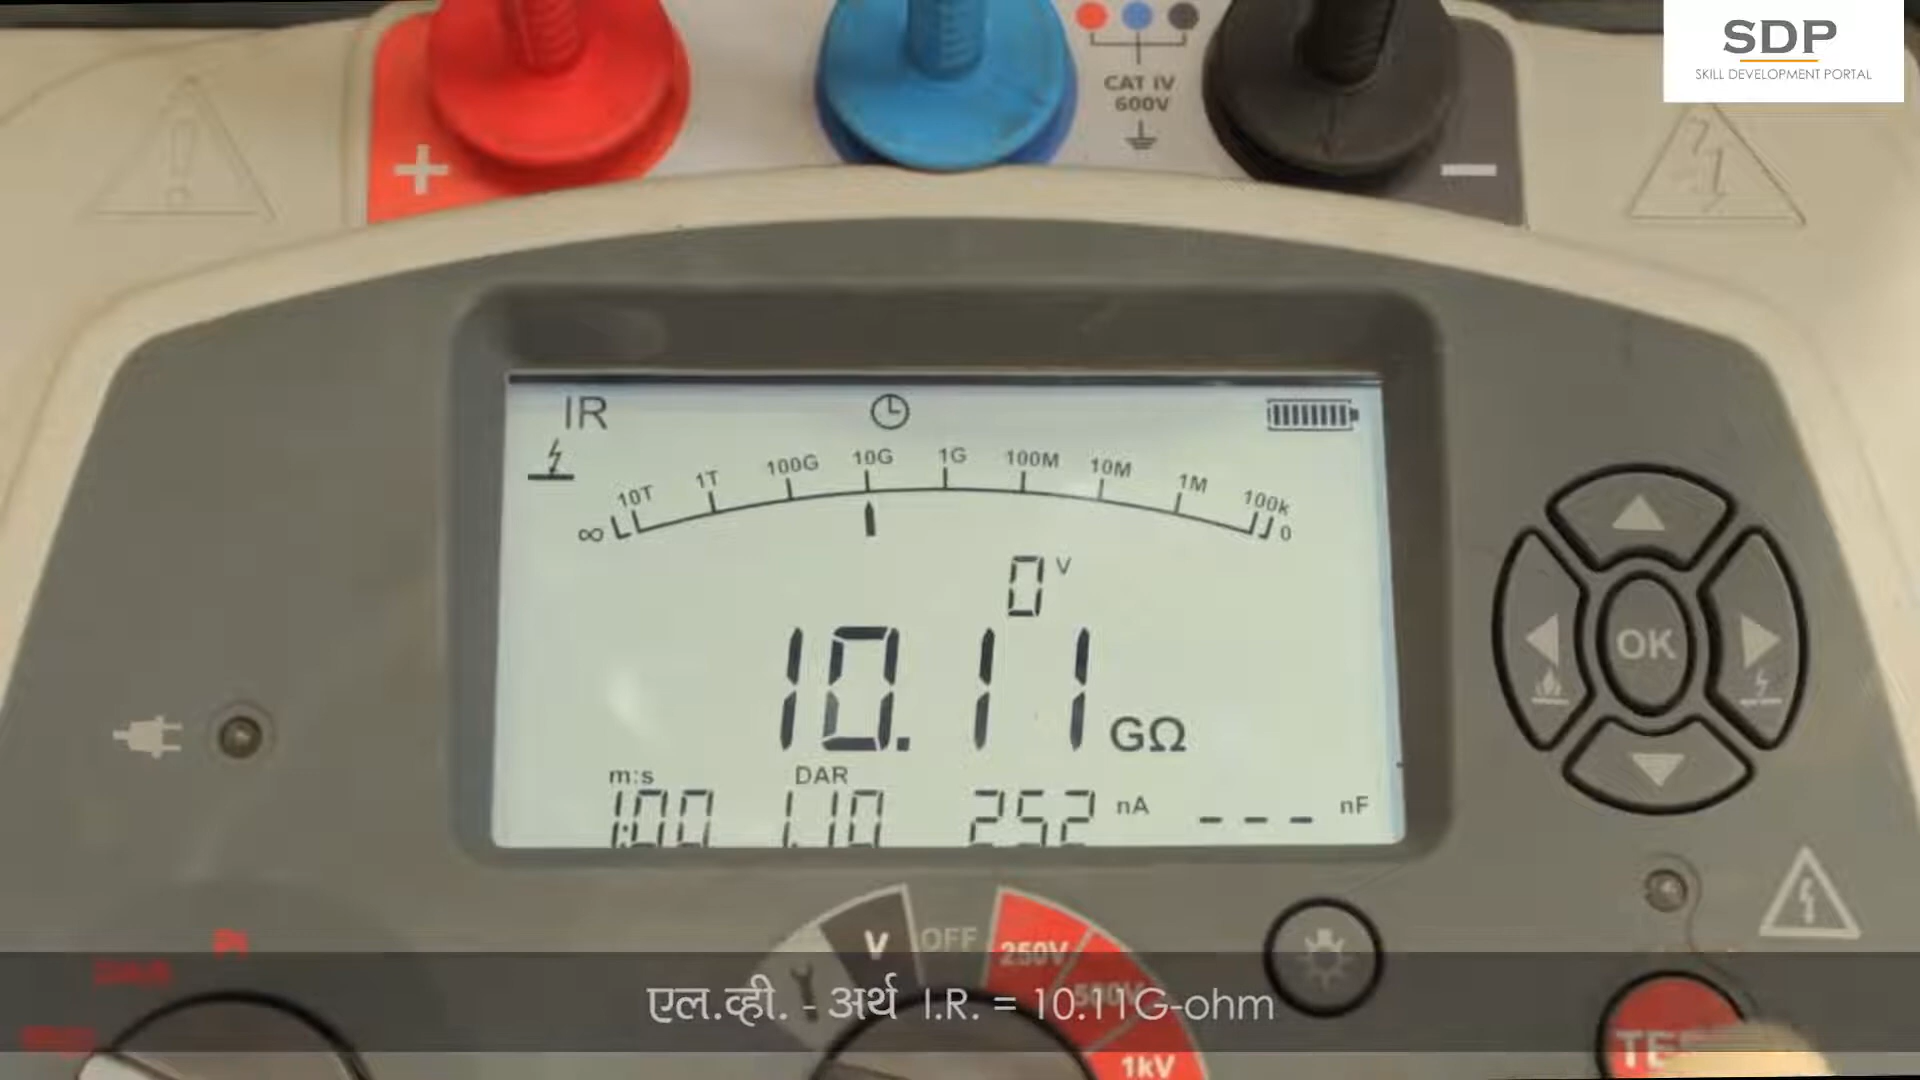 SDP
SKILL DEVELOPMENT PORTAL
CAT IV
600V
+
−
IR
∞ 10T 1T 100G 10G 1G 100M 10M 1M 100k 0
0 V
10.11 GΩ
m:s DAR
1:00 1.10 252 nA --- nF
OK
V OFF 250V
500V
1kV
एल.व्ही. - अर्थ I.R. = 10.11G-ohm